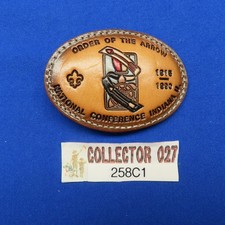 ORDER OF THE ARROW
1915
1990
NATIONAL CONFERENCE INDIANA U.
COLLECTOR 027
258C1